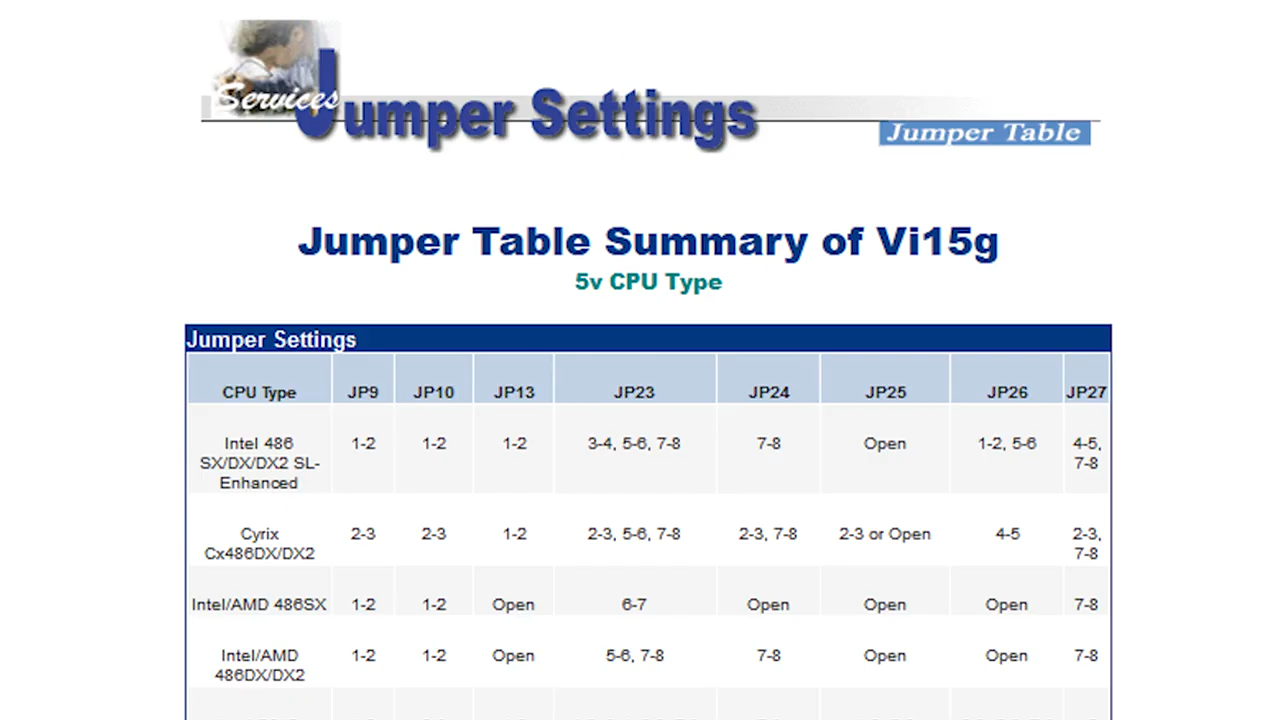 Services
Jumper Settings
Jumper Table
Jumper Table Summary of Vi15g
5v CPU Type
Jumper Settings
CPU Type JP9 JP10 JP13 JP23 JP24 JP25 JP26 JP27
Intel 486 1-2 1-2 1-2 3-4, 5-6, 7-8 7-8 Open 1-2, 5-6 4-5,
SX/DX/DX2 SL- 7-8
Enhanced
Cyrix 2-3 2-3 1-2 2-3, 5-6, 7-8 2-3, 7-8 2-3 or Open 4-5 2-3,
Cx486DX/DX2 7-8
Intel/AMD 486SX 1-2 1-2 Open 6-7 Open Open Open 7-8
Intel/AMD 1-2 1-2 Open 5-6, 7-8 7-8 Open Open 7-8
486DX/DX2